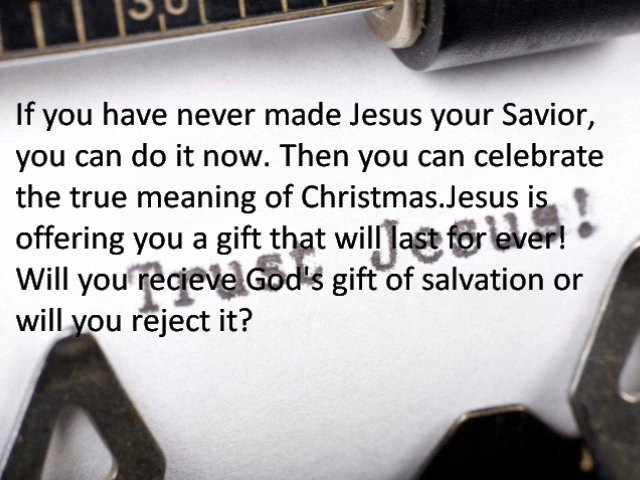 30
If you have never made Jesus your Savior,
you can do it now. Then you can celebrate
the true meaning of Christmas.Jesus is
offering you a gift that will last for ever!
Will you recieve God's gift of salvation or
will you reject it?
Trust Jesus!